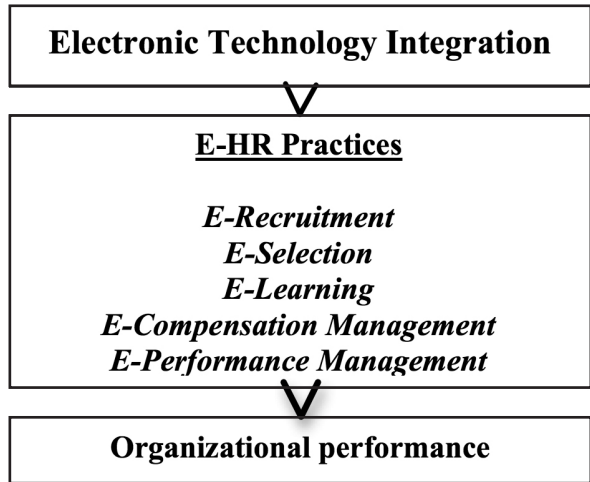 Electronic Technology Integration
E-HR Practices
E-Recruitment
E-Selection
E-Learning
E-Compensation Management
E-Performance Management
Organizational performance